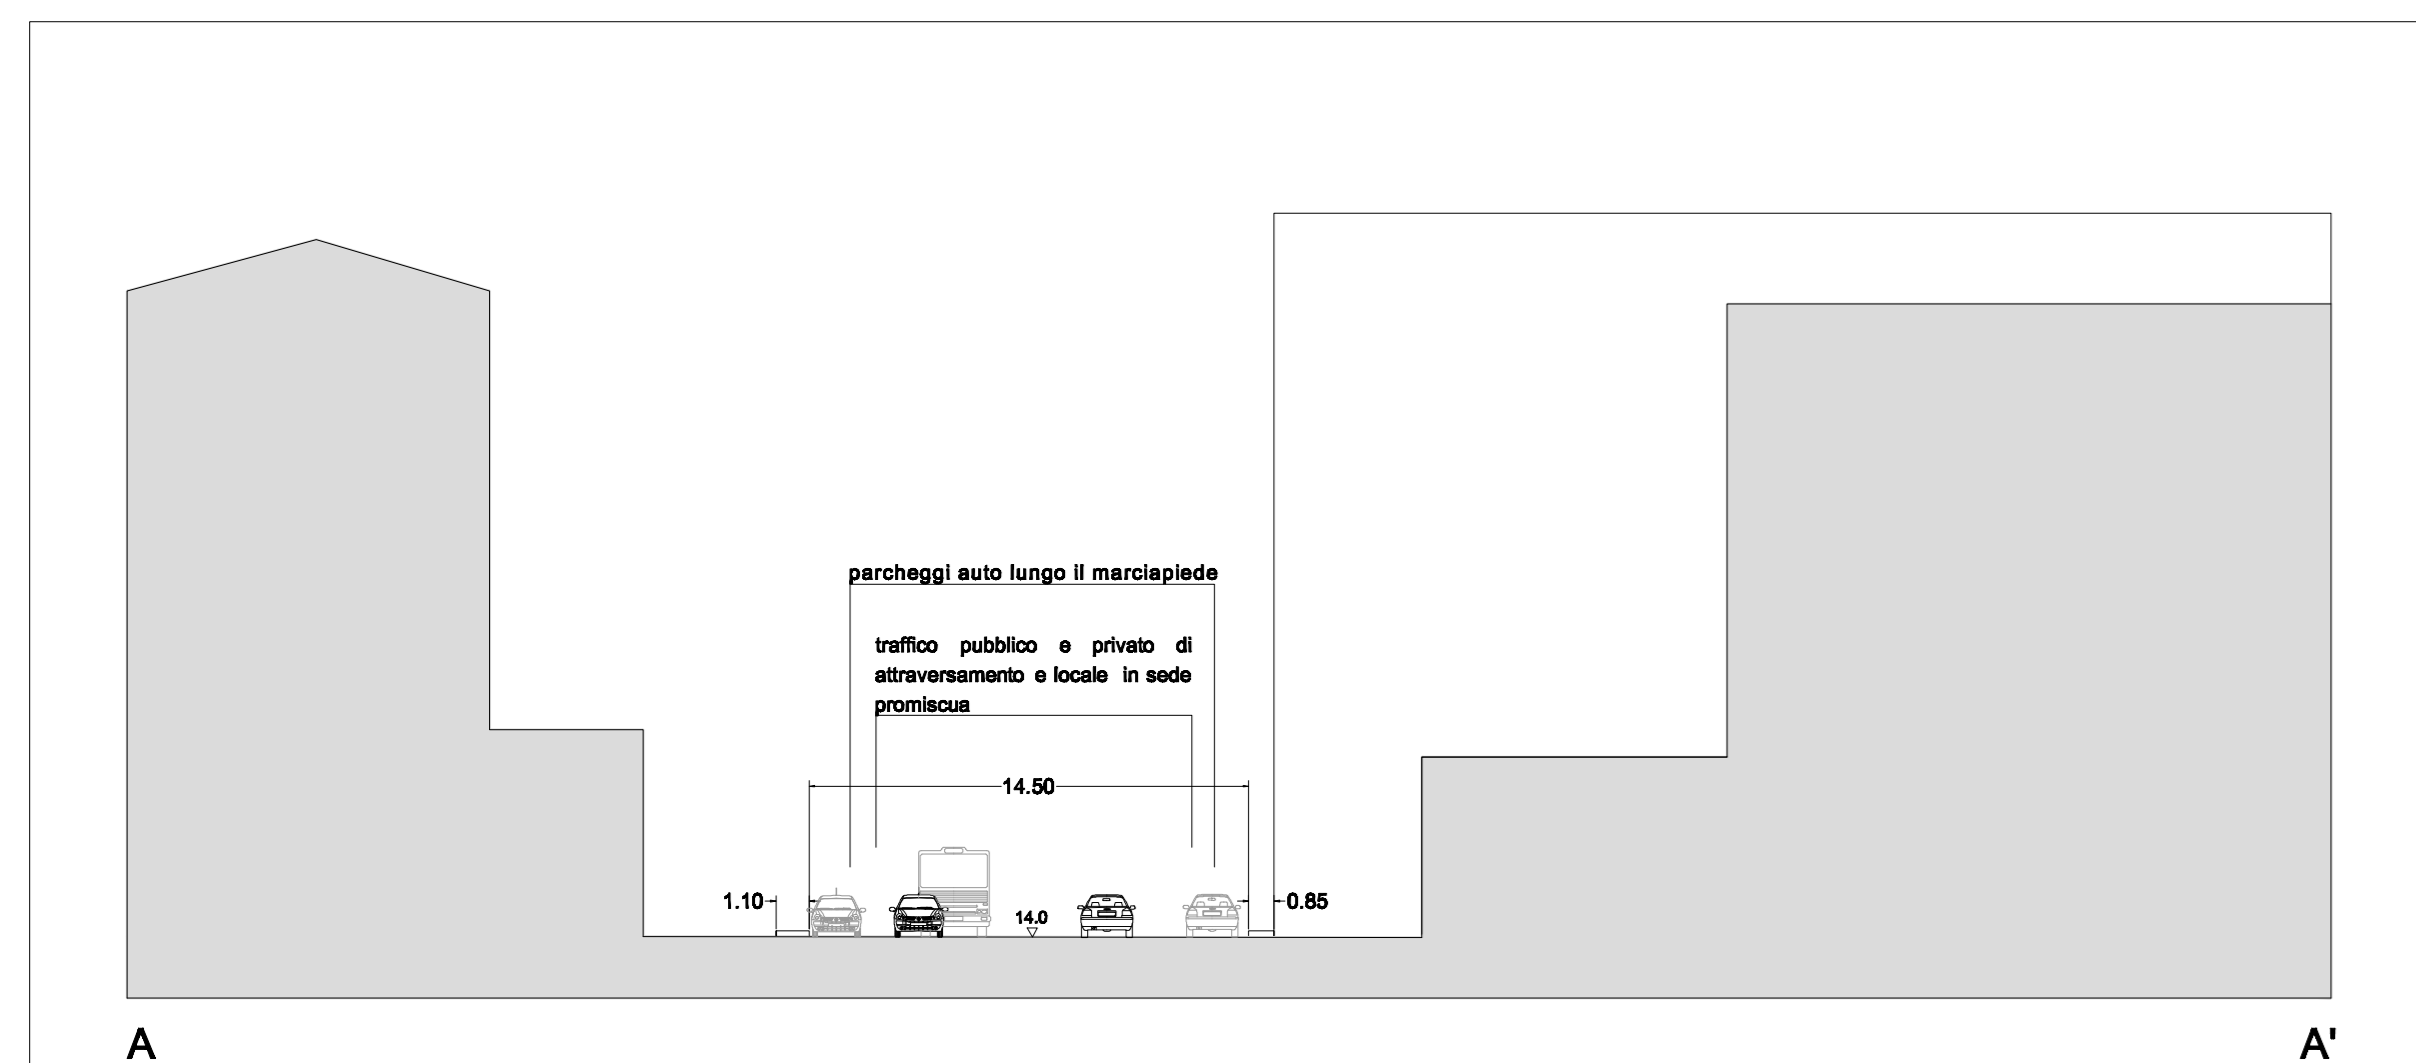 parcheggi auto lungo il marciapiede
traffico pubblico e privato di
attraversamento e locale in sede
promiscua
14.50
1.10
14.0
0.85
A
A'